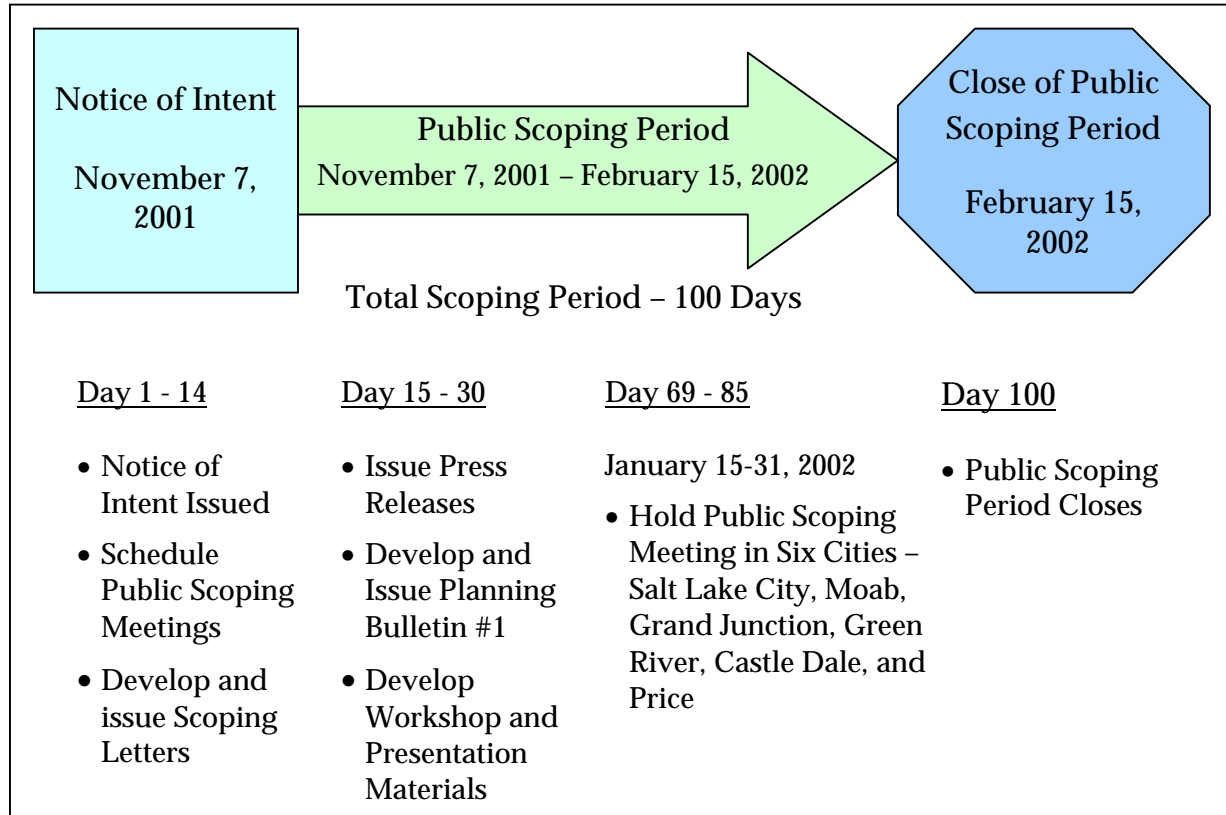 Notice of Intent
November 7,
2001
Public Scoping Period
November 7, 2001 – February 15, 2002
Close of Public
Scoping Period
February 15,
2002
Total Scoping Period – 100 Days
Day 1 - 14
• Notice of
Intent Issued
• Schedule
Public Scoping
Meetings
• Develop and
issue Scoping
Letters
Day 15 - 30
• Issue Press
Releases
• Develop and
Issue Planning
Bulletin #1
• Develop
Workshop and
Presentation
Materials
Day 69 - 85
January 15-31, 2002
• Hold Public Scoping
Meeting in Six Cities –
Salt Lake City, Moab,
Grand Junction, Green
River, Castle Dale, and
Price
Day 100
• Public Scoping
Period Closes